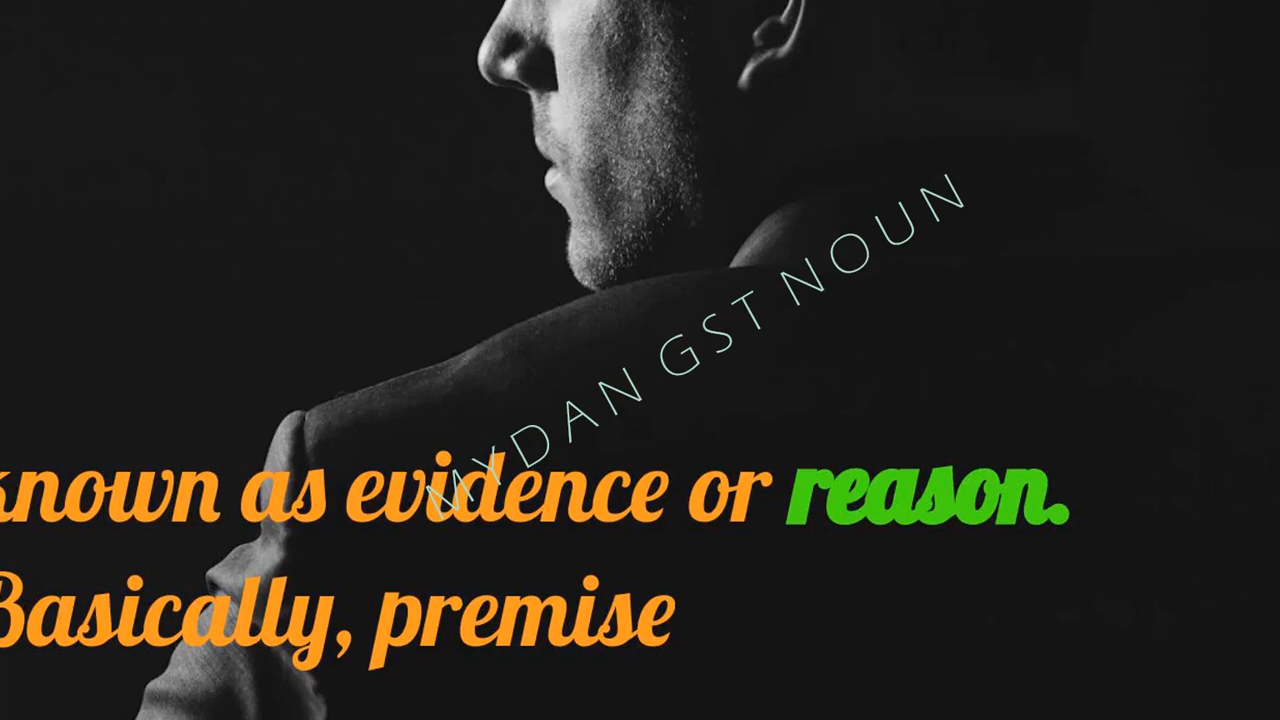 MYDAN GST NOUN
known as evidence or reason.
Basically, premise